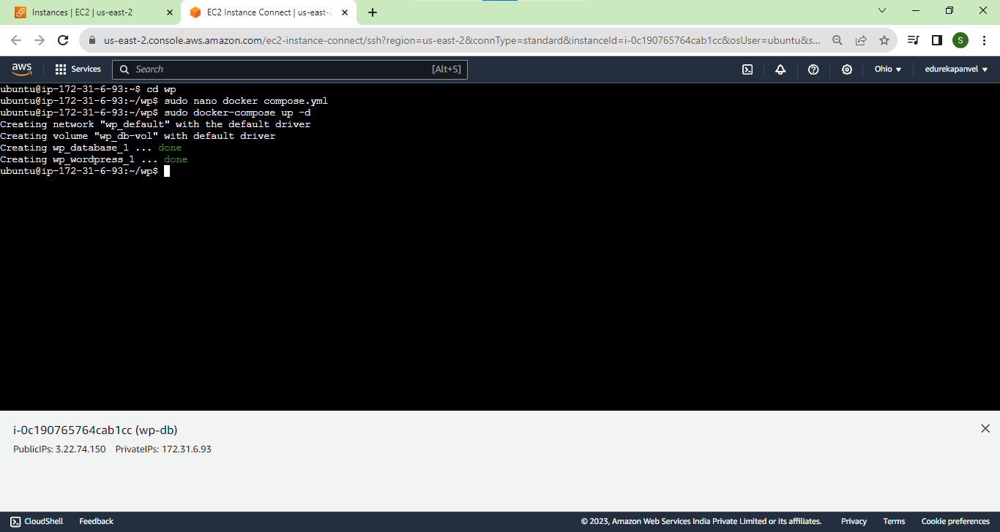 Instances | EC2 | us-east-2
EC2 Instance Connect | us-east-2
us-east-2.console.aws.amazon.com/ec2-instance-connect/ssh?region=us-east-2&connType=standard&instanceId=i-0c190765764cab1cc&osUser=ubuntu&s...
S
aws
Services
Search
[Alt+S]
Ohio
edurekapanvel
ubuntu@ip-172-31-6-93:~$ cd wp
ubuntu@ip-172-31-6-93:~/wp$ sudo nano docker compose.yml
ubuntu@ip-172-31-6-93:~/wp$ sudo docker-compose up -d
Creating network "wp_default" with the default driver
Creating volume "wp_db-vol" with default driver
Creating wp_database_1 ... done
Creating wp_wordpress_1 ... done
ubuntu@ip-172-31-6-93:~/wp$
i-0c190765764cab1cc (wp-db)
PublicIPs: 3.22.74.150 PrivateIPs: 172.31.6.93
CloudShell
Feedback
© 2023, Amazon Web Services India Private Limited or its affiliates.
Privacy
Terms
Cookie preferences